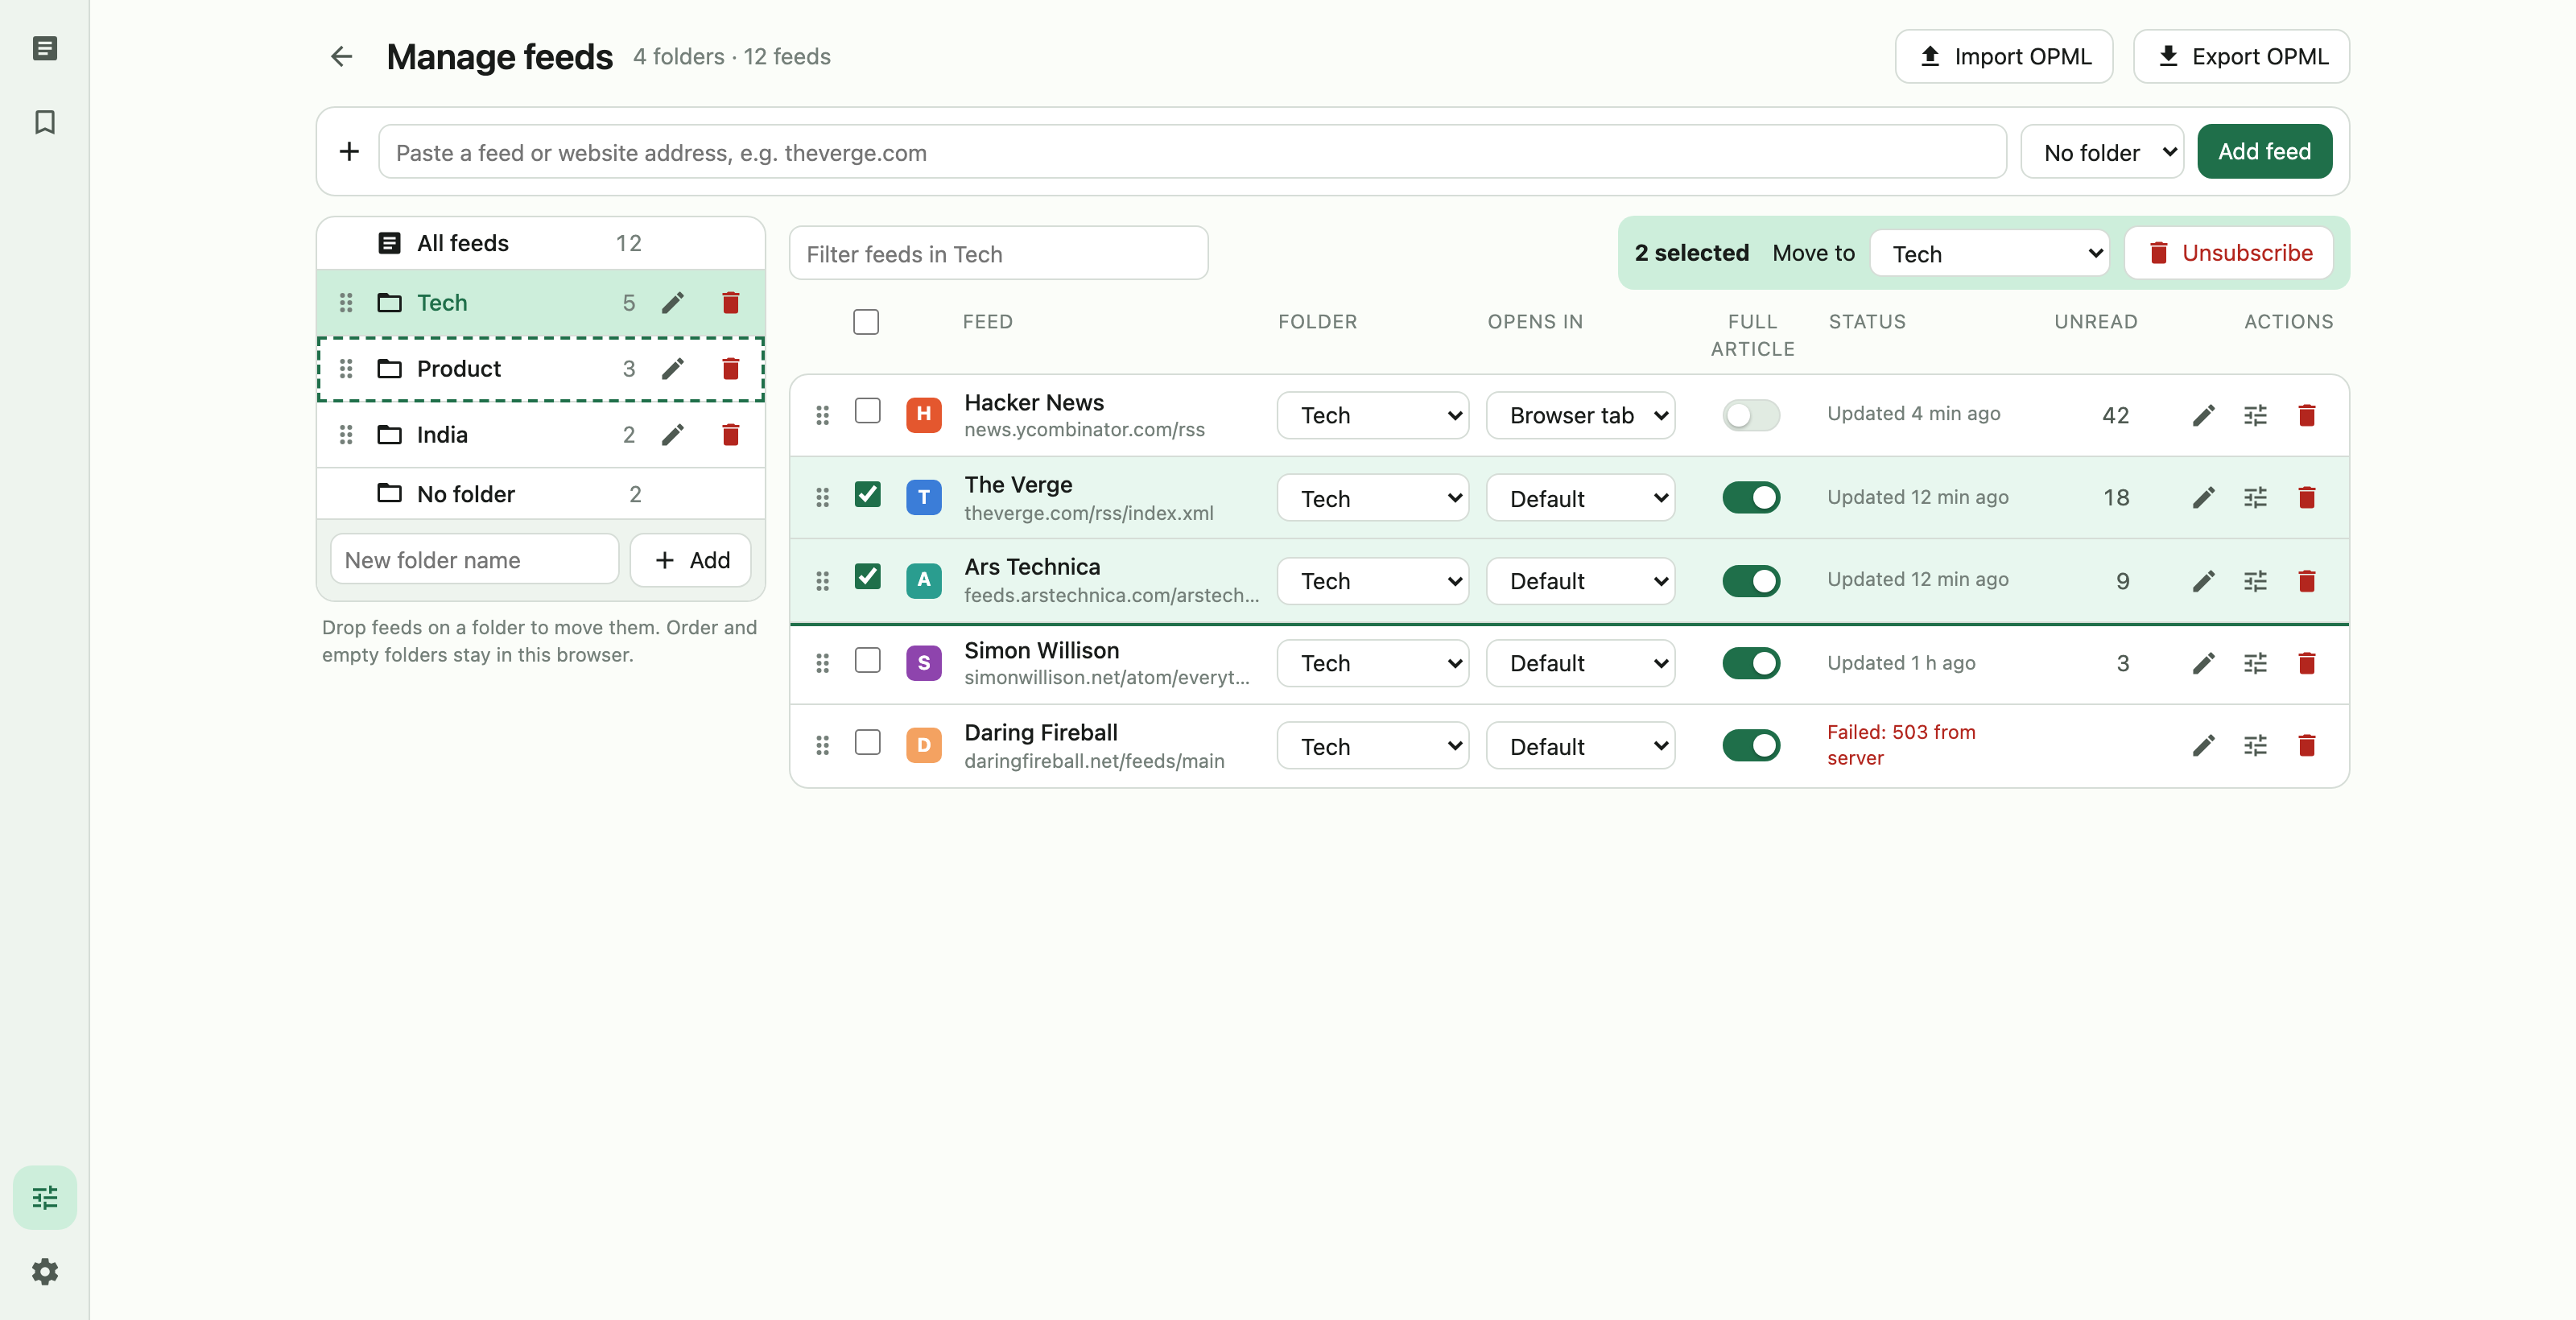 Manage feeds 4 folders · 12 feeds
Import OPML
Export OPML
Paste a feed or website address, e.g. theverge.com
No folder
Add feed
All feeds 12
Tech 5
Product 3
India 2
No folder 2
New folder name
Add
Drop feeds on a folder to move them. Order and
empty folders stay in this browser.
Filter feeds in Tech
2 selected Move to Tech Unsubscribe
FEED FOLDER OPENS IN FULL ARTICLE STATUS UNREAD ACTIONS
H Hacker News Tech Browser tab Updated 4 min ago 42
news.ycombinator.com/rss
T The Verge Tech Default Updated 12 min ago 18
theverge.com/rss/index.xml
A Ars Technica Tech Default Updated 12 min ago 9
feeds.arstechnica.com/arstech...
S Simon Willison Tech Default Updated 1 h ago 3
simonwillison.net/atom/everyt...
D Daring Fireball Tech Default Failed: 503 from server
daringfireball.net/feeds/main